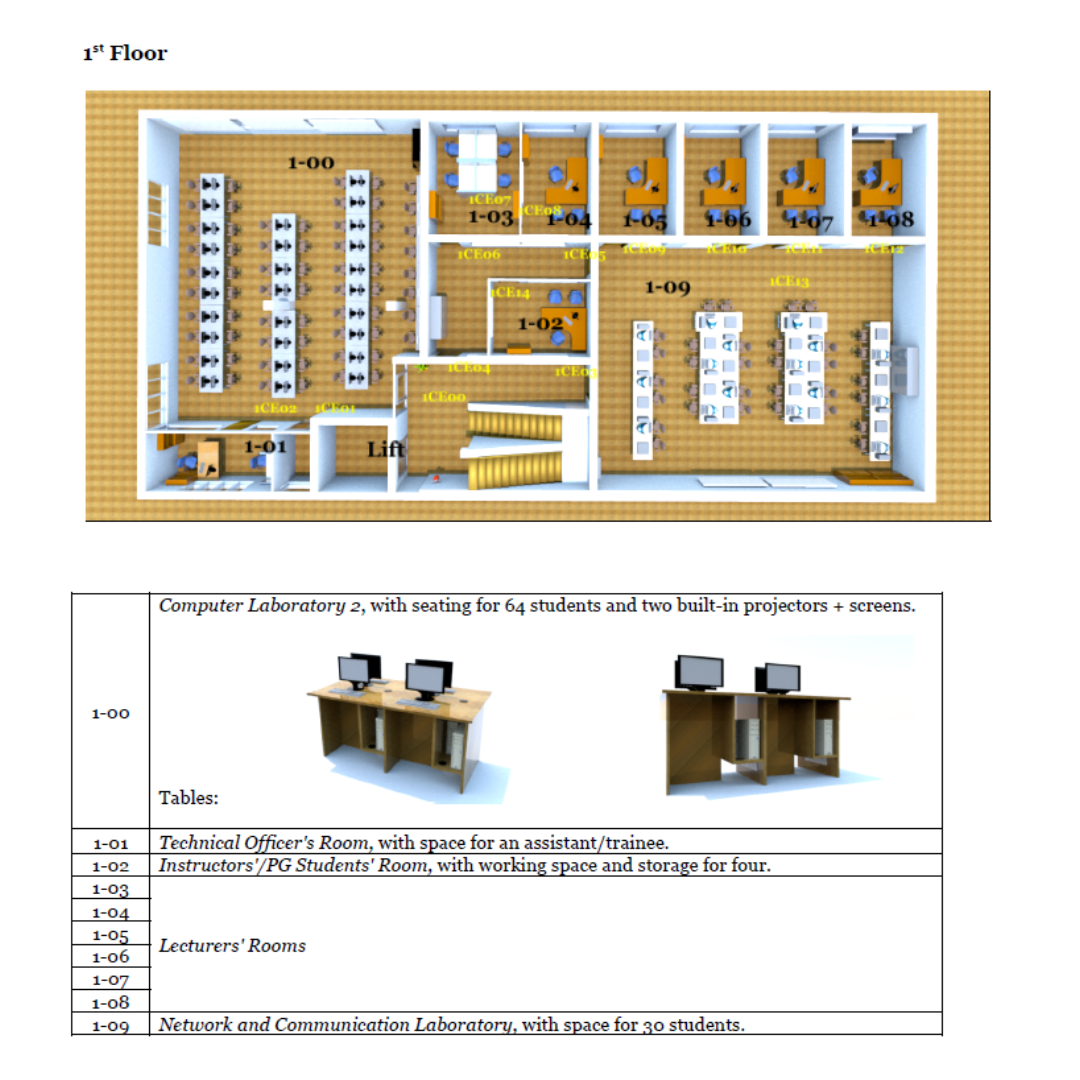 1st Floor
1-00
1CE07
1-03
1CE08
1-04
1-05
1-06
1-07
1-08
1CE06
1CE05
1CE09
1CE10
1CE11
1CE12
1CE14
1-09
1CE13
1-02
1CE04
1CE03
1CE00
1CE02
1CE01
1-01
Lift
Computer Laboratory 2, with seating for 64 students and two built-in projectors + screens.
1-00
Tables:
1-01 Technical Officer's Room, with space for an assistant/trainee.
1-02 Instructors'/PG Students' Room, with working space and storage for four.
1-03
1-04
1-05
Lecturers' Rooms
1-06
1-07
1-08
1-09 Network and Communication Laboratory, with space for 30 students.